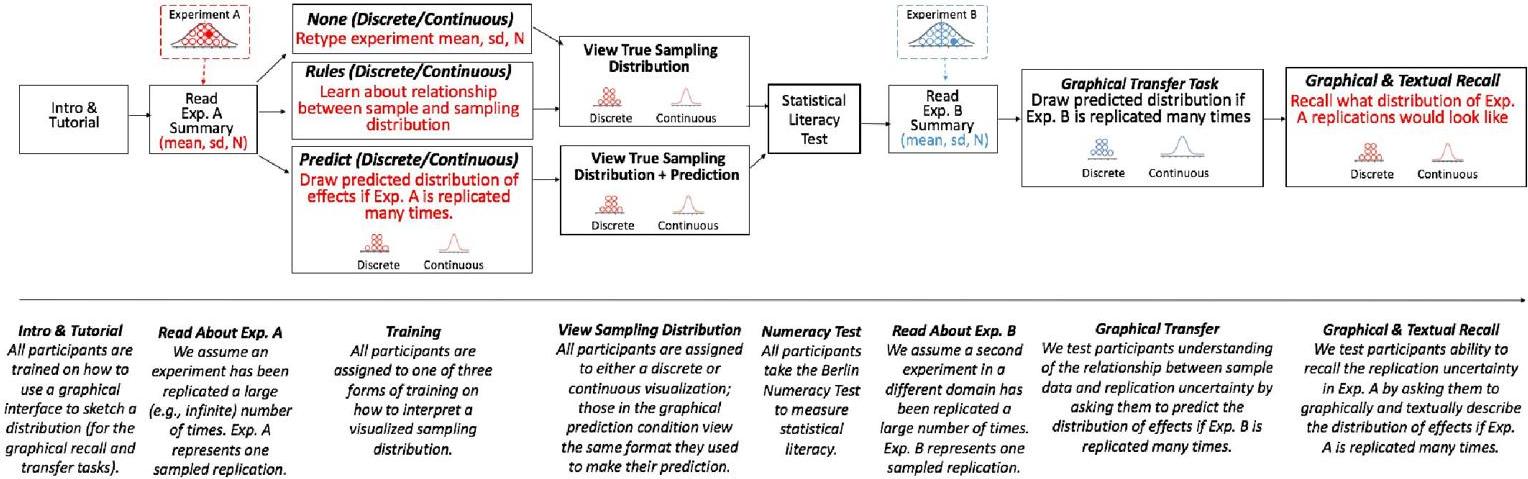 Experiment A
Intro &
Tutorial
Read
Exp. A
Summary
(mean, sd, N)
None (Discrete/Continuous)
Retype experiment mean, sd, N
Rules (Discrete/Continuous)
Learn about relationship
between sample and sampling
distribution
Predict (Discrete/Continuous)
Draw predicted distribution of
effects if Exp. A is replicated
many times.
Discrete
Continuous
View True Sampling
Distribution
Discrete
Continuous
View True Sampling
Distribution + Prediction
Discrete
Continuous
Statistical
Literacy
Test
Experiment B
Read
Exp. B
Summary
(mean, sd, N)
Graphical Transfer Task
Draw predicted distribution if
Exp. B is replicated many times
Discrete
Continuous
Graphical & Textual Recall
Recall what distribution of Exp.
A replications would look like
Discrete
Continuous
Intro & Tutorial
All participants are
trained on how to
use a graphical
interface to sketch a
distribution (for the
graphical recall and
transfer tasks).
Read About Exp. A
We assume an
experiment has been
replicated a large
(e.g., infinite) number
of times. Exp. A
represents one
sampled replication.
Training
All participants are
assigned to one of three
forms of training on
how to interpret a
visualized sampling
distribution.
View Sampling Distribution
All participants are assigned
to either a discrete or
continuous visualization;
those in the graphical
prediction condition view
the same format they used
to make their prediction.
Numeracy Test
All participants
take the Berlin
Numeracy Test
to measure
statistical
literacy.
Read About Exp. B
We assume a second
experiment in a
different domain has
been replicated a
large number of times.
Exp. B represents one
sampled replication.
Graphical Transfer
We test participants understanding
of the relationship between sample
data and replication uncertainty by
asking them to predict the
distribution of effects if Exp. B is
replicated many times.
Graphical & Textual Recall
We test participants ability to
recall the replication uncertainty
in Exp. A by asking them to
graphically and textually describe
the distribution of effects if Exp.
A is replicated many times.